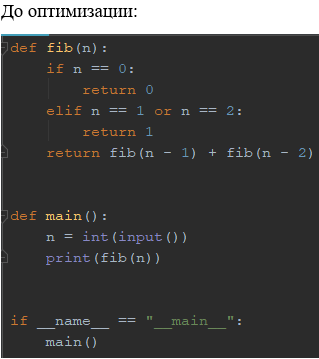 До оптимизации:
def fib(n):
    if n == 0:
        return 0
    elif n == 1 or n == 2:
        return 1
    return fib(n - 1) + fib(n - 2)
def main():
    n = int(input())
    print(fib(n))
if __name__ == "__main__":
    main()